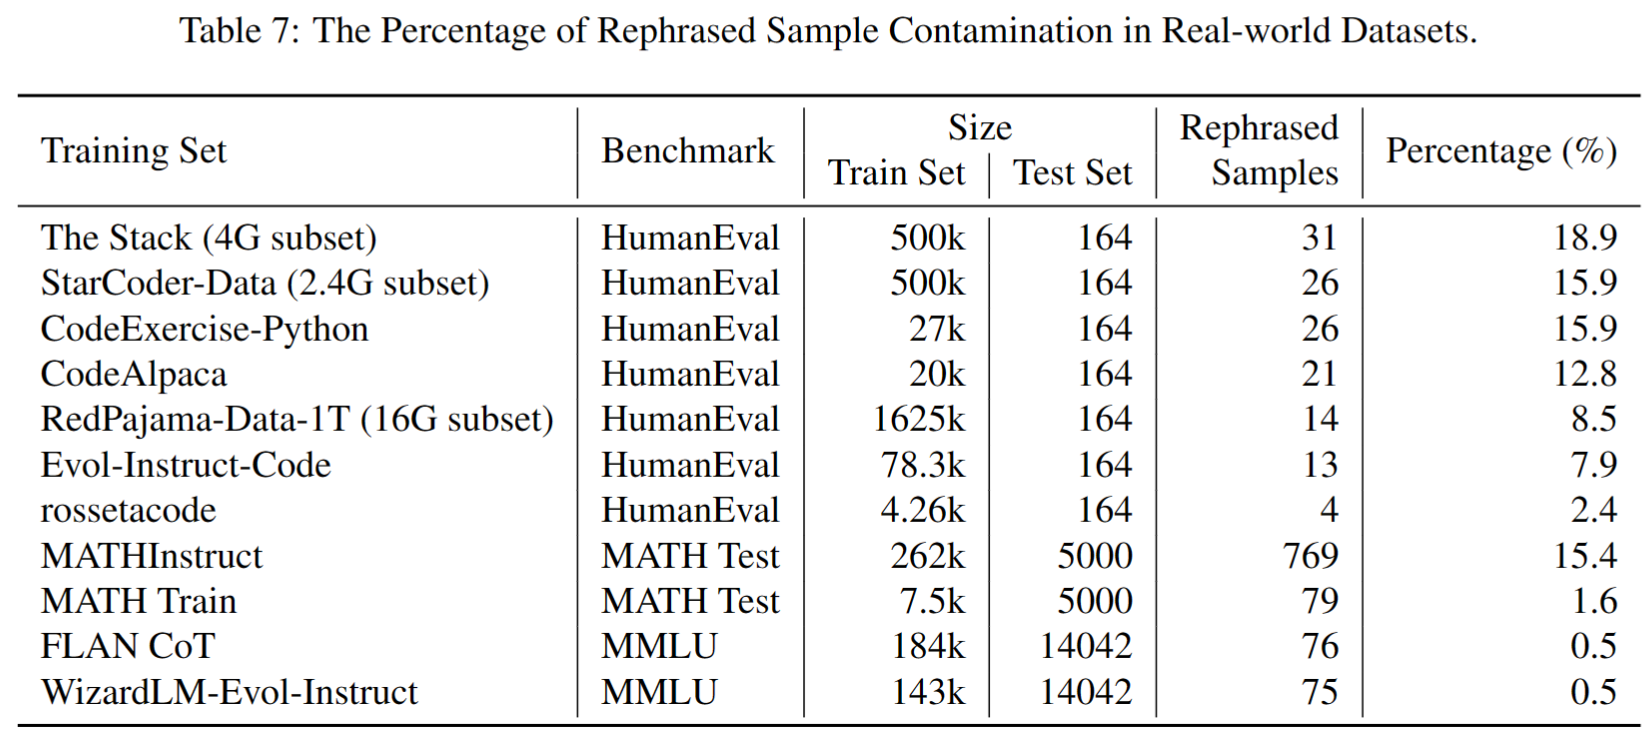 Table 7: The Percentage of Rephrased Sample Contamination in Real-world Datasets.
Training Set Benchmark Size Rephrased Samples Percentage (%)
Train Set Test Set
The Stack (4G subset) HumanEval 500k 164 31 18.9
StarCoder-Data (2.4G subset) HumanEval 500k 164 26 15.9
CodeExercise-Python HumanEval 27k 164 26 15.9
CodeAlpaca HumanEval 20k 164 21 12.8
RedPajama-Data-1T (16G subset) HumanEval 1625k 164 14 8.5
Evol-Instruct-Code HumanEval 78.3k 164 13 7.9
rossetacode HumanEval 4.26k 164 4 2.4
MATHInstruct MATH Test 262k 5000 769 15.4
MATH Train MATH Test 7.5k 5000 79 1.6
FLAN CoT MMLU 184k 14042 76 0.5
WizardLM-Evol-Instruct MMLU 143k 14042 75 0.5